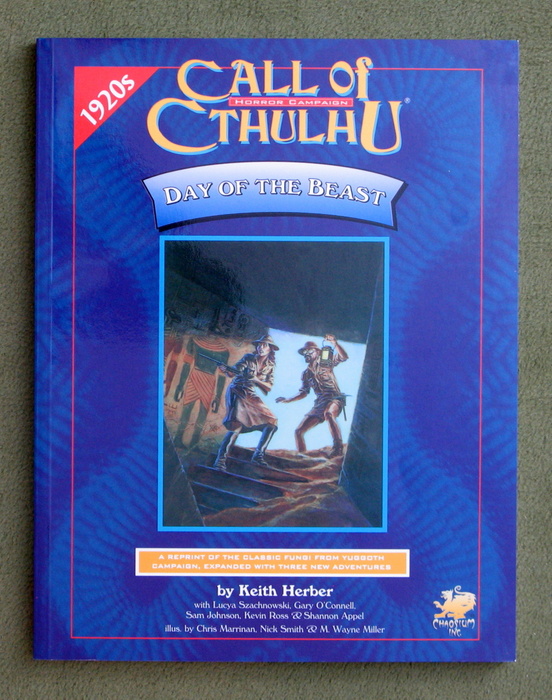 1920s
CALL OF
HORROR CAMPAIGN
CTHULHU®
DAY OF THE BEAST
A REPRINT OF THE CLASSIC FUNGI FROM YUGGOTH
CAMPAIGN, EXPANDED WITH THREE NEW ADVENTURES
by Keith Herber
with Lucya Szachnowski, Gary O'Connell,
Sam Johnson, Kevin Ross & Shannon Appel
illus. by Chris Marrinan, Nick Smith & M. Wayne Miller
CHAOSIUM
INC.